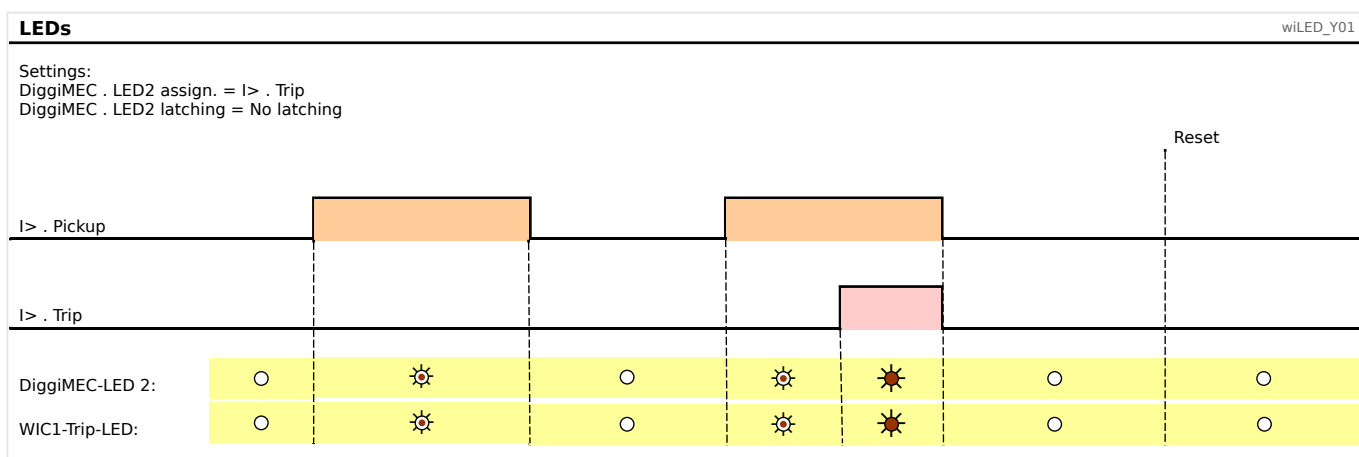 LEDs
wiLED_Y01
Settings:
DiggiMEC . LED2 assign. = I> . Trip
DiggiMEC . LED2 latching = No latching
Reset
I> . Pickup
I> . Trip
DiggiMEC-LED 2:
WIC1-Trip-LED: